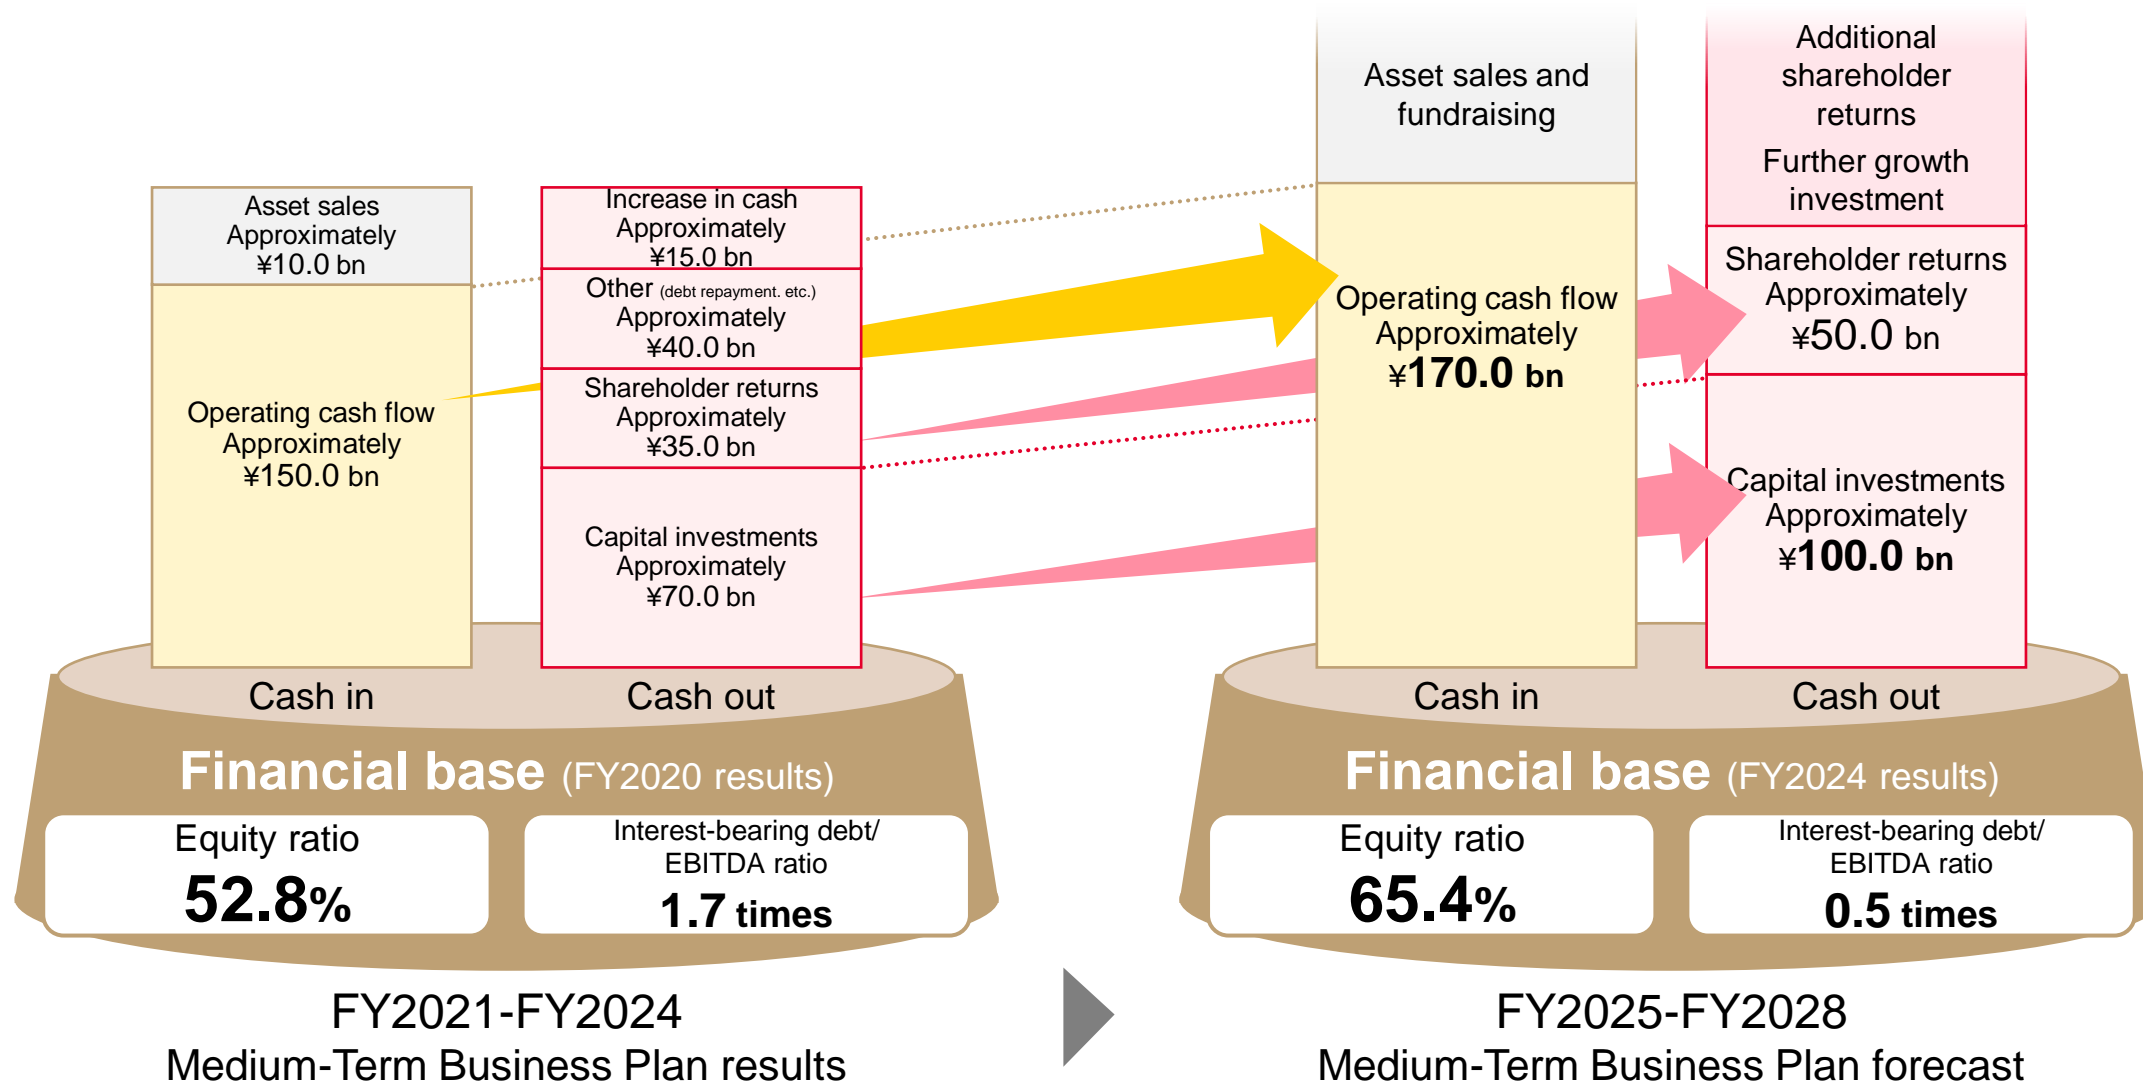 Asset sales
Approximately
¥10.0 bn
Operating cash flow
Approximately
¥150.0 bn
Cash in
Increase in cash
Approximately
¥15.0 bn
Other (debt repayment. etc.)
Approximately
¥40.0 bn
Shareholder returns
Approximately
¥35.0 bn
Capital investments
Approximately
¥70.0 bn
Cash out
Financial base (FY2020 results)
Equity ratio
52.8%
Interest-bearing debt/
EBITDA ratio
1.7 times
FY2021-FY2024
Medium-Term Business Plan results
Asset sales and
fundraising
Operating cash flow
Approximately
¥170.0 bn
Cash in
Additional
shareholder
returns
Further growth
investment
Shareholder returns
Approximately
¥50.0 bn
Capital investments
Approximately
¥100.0 bn
Cash out
Financial base (FY2024 results)
Equity ratio
65.4%
Interest-bearing debt/
EBITDA ratio
0.5 times
FY2025-FY2028
Medium-Term Business Plan forecast